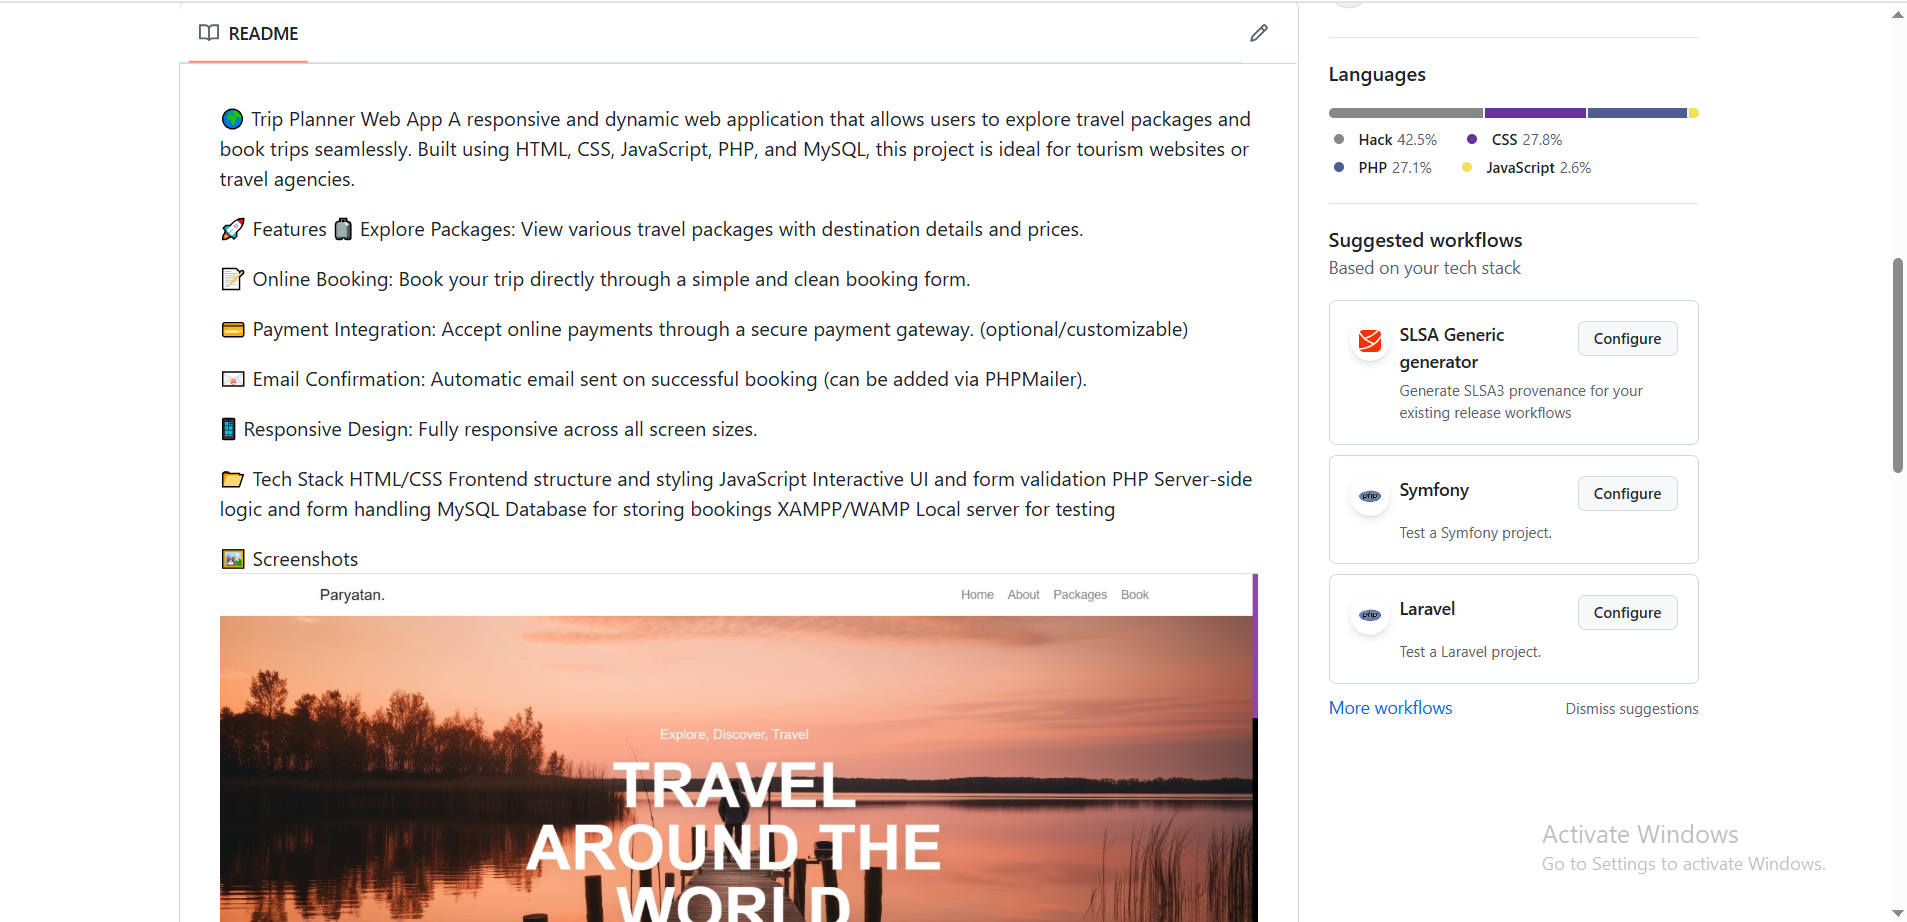 README
🌍 Trip Planner Web App A responsive and dynamic web application that allows users to explore travel packages and
book trips seamlessly. Built using HTML, CSS, JavaScript, PHP, and MySQL, this project is ideal for tourism websites or
travel agencies.
🚀 Features 🧳 Explore Packages: View various travel packages with destination details and prices.
📝 Online Booking: Book your trip directly through a simple and clean booking form.
💳 Payment Integration: Accept online payments through a secure payment gateway. (optional/customizable)
📧 Email Confirmation: Automatic email sent on successful booking (can be added via PHPMailer).
📱 Responsive Design: Fully responsive across all screen sizes.
📂 Tech Stack HTML/CSS Frontend structure and styling JavaScript Interactive UI and form validation PHP Server-side
logic and form handling MySQL Database for storing bookings XAMPP/WAMP Local server for testing
🖼️ Screenshots
Paryatan.
Home About Packages Book
Explore, Discover, Travel
TRAVEL
AROUND THE
WORLD
Languages
Hack 42.5% CSS 27.8%
PHP 27.1% JavaScript 2.6%
Suggested workflows
Based on your tech stack
SLSA Generic
generator
Configure
Generate SLSA3 provenance for your
existing release workflows
php
Symfony
Configure
Test a Symfony project.
php
Laravel
Configure
Test a Laravel project.
More workflows
Dismiss suggestions
Activate Windows
Go to Settings to activate Windows.